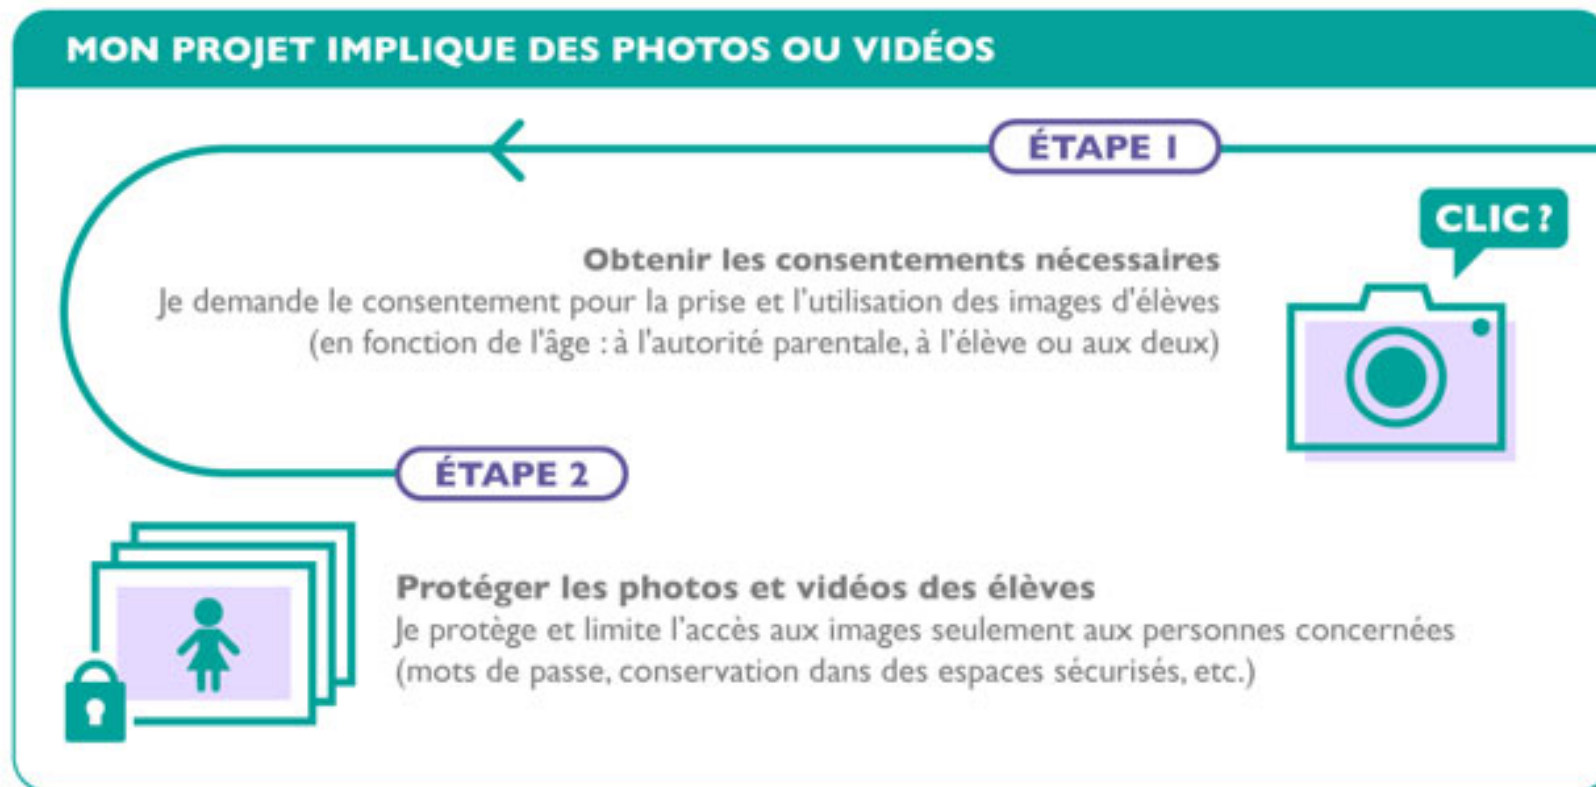 MON PROJET IMPLIQUE DES PHOTOS OU VIDÉOS
ÉTAPE 1
CLIC ?
Obtenir les consentements nécessaires
Je demande le consentement pour la prise et l'utilisation des images d'élèves
(en fonction de l'âge : à l'autorité parentale, à l'élève ou aux deux)
ÉTAPE 2
Protéger les photos et vidéos des élèves
Je protège et limite l'accès aux images seulement aux personnes concernées
(mots de passe, conservation dans des espaces sécurisés, etc.)